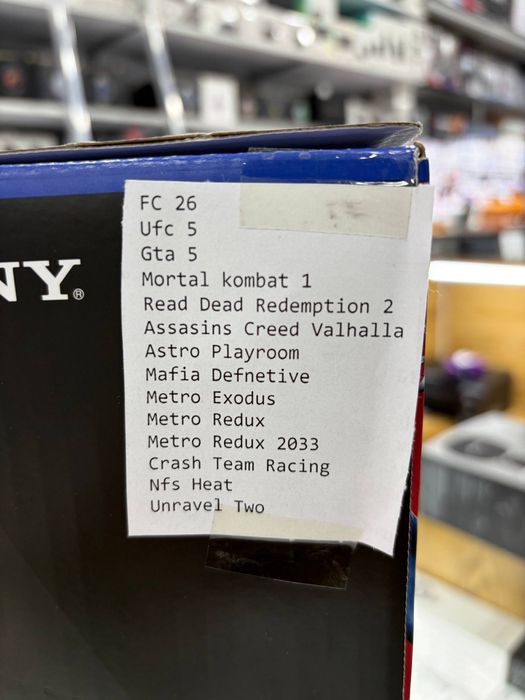 NY®
FC 26
Ufc 5
Gta 5
Mortal kombat 1
Read Dead Redemption 2
Assasins Creed Valhalla
Astro Playroom
Mafia Defnetive
Metro Exodus
Metro Redux
Metro Redux 2033
Crash Team Racing
Nfs Heat
Unravel Two